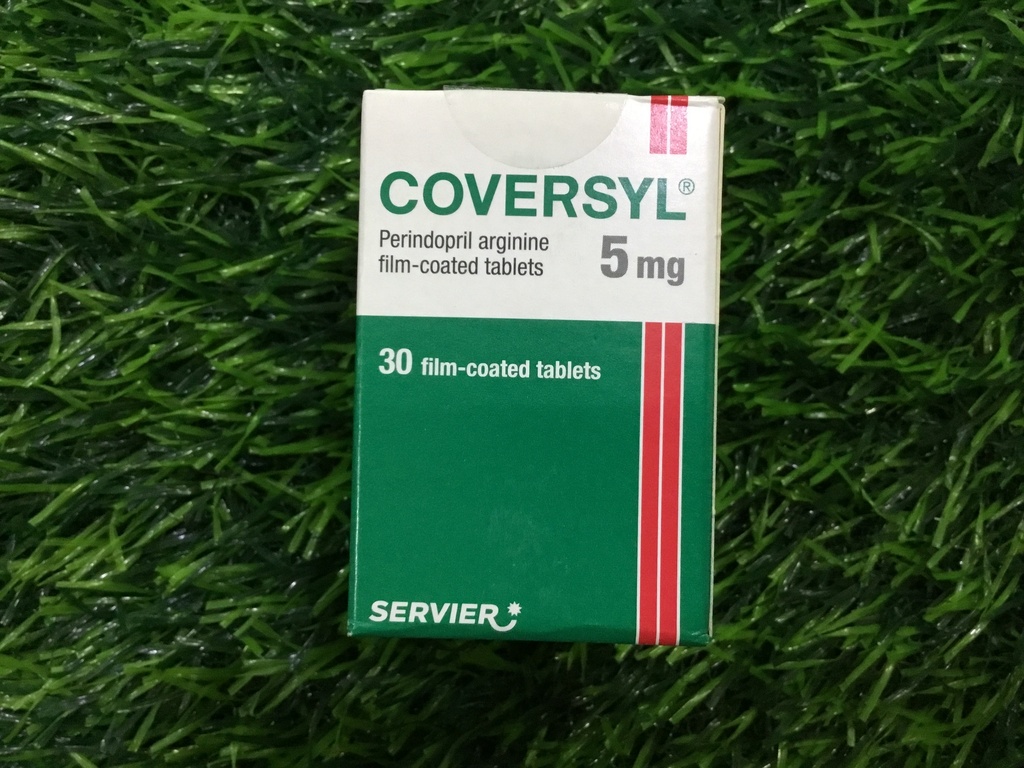 COVERSYL®
Perindopril arginine
film-coated tablets
5 mg
30 film-coated tablets
SERVIER